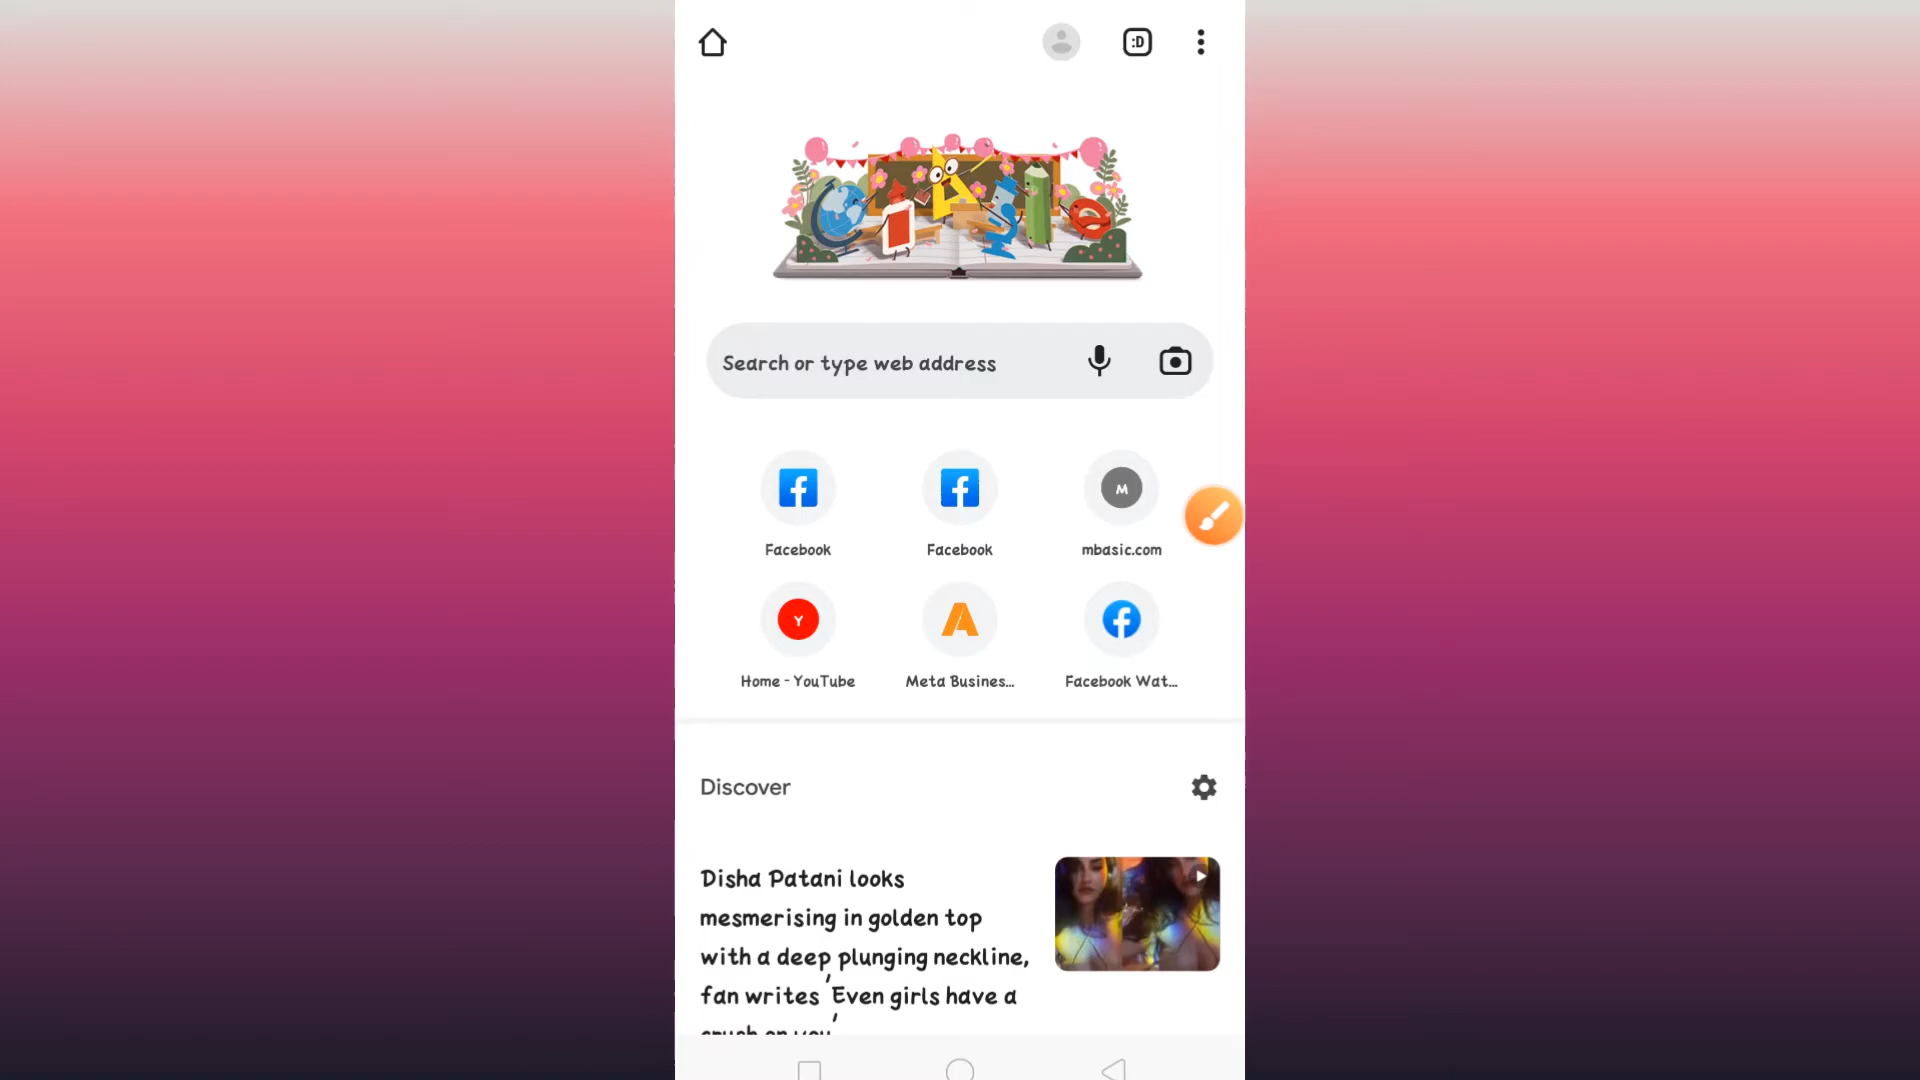 :D
Search or type web address
M
Facebook
Facebook
mbasic.com
Y
Home - YouTube
Meta Busines...
Facebook Wat...
Discover
Disha Patani looks
mesmerising in golden top
with a deep plunging neckline,
fan writes 'Even girls have a
crush on you'